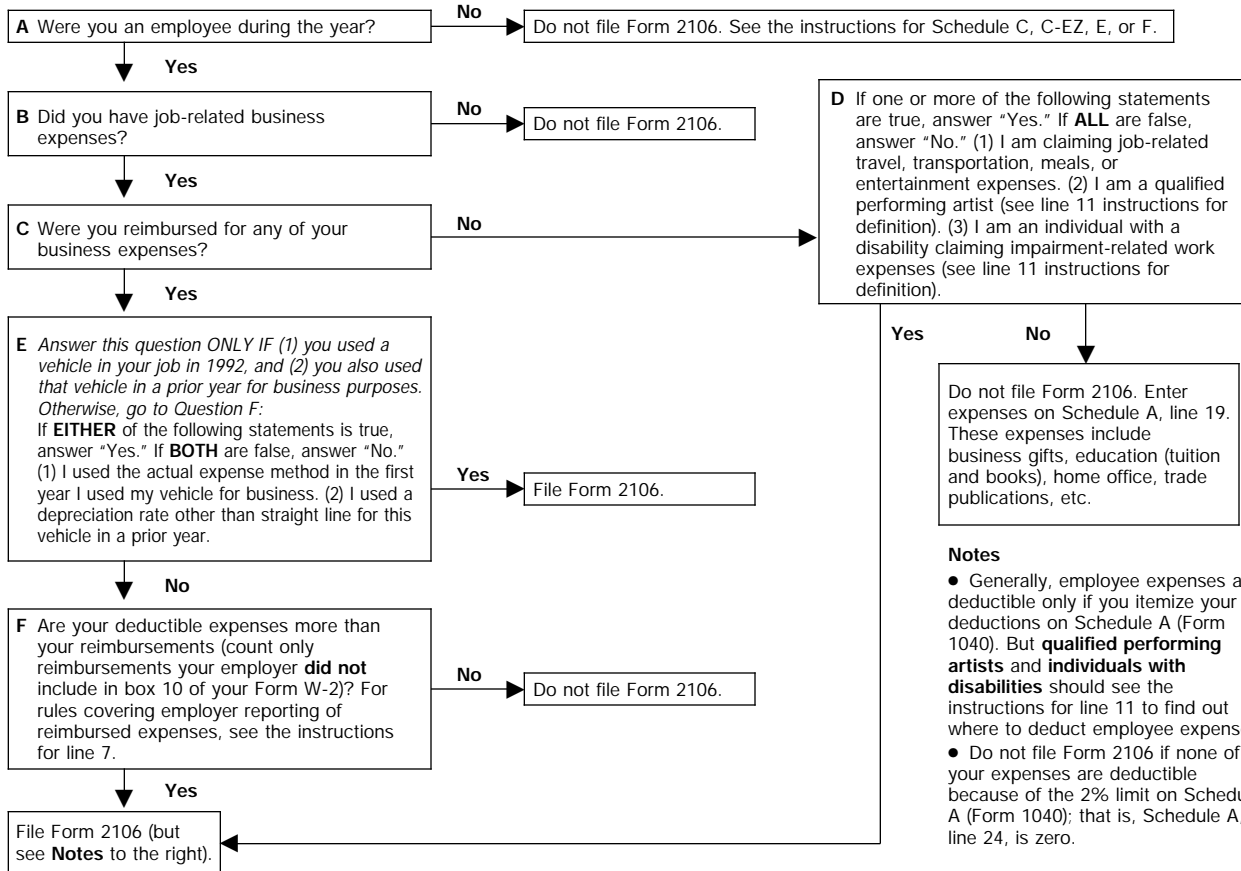 A Were you an employee during the year?
No
Do not file Form 2106. See the instructions for Schedule C, C-EZ, E, or F.
Yes
B Did you have job-related business
expenses?
No
Do not file Form 2106.
Yes
C Were you reimbursed for any of your
business expenses?
No
D If one or more of the following statements
are true, answer “Yes.” If ALL are false,
answer “No.” (1) I am claiming job-related
travel, transportation, meals, or
entertainment expenses. (2) I am a qualified
performing artist (see line 11 instructions for
definition). (3) I am an individual with a
disability claiming impairment-related work
expenses (see line 11 instructions for
definition).
Yes
E Answer this question ONLY IF (1) you used a
vehicle in your job in 1992, and (2) you also used
that vehicle in a prior year for business purposes.
Otherwise, go to Question F:
If EITHER of the following statements is true,
answer “Yes.” If BOTH are false, answer “No.”
(1) I used the actual expense method in the first
year I used my vehicle for business. (2) I used a
depreciation rate other than straight line for this
vehicle in a prior year.
Yes
File Form 2106.
Yes
No
Do not file Form 2106. Enter
expenses on Schedule A, line 19.
These expenses include
business gifts, education (tuition
and books), home office, trade
publications, etc.
No
F Are your deductible expenses more than
your reimbursements (count only
reimbursements your employer did not
include in box 10 of your Form W-2)? For
rules covering employer reporting of
reimbursed expenses, see the instructions
for line 7.
No
Do not file Form 2106.
Yes
File Form 2106 (but
see Notes to the right).
Notes
● Generally, employee expenses a
deductible only if you itemize your
deductions on Schedule A (Form
1040). But qualified performing
artists and individuals with
disabilities should see the
instructions for line 11 to find out
where to deduct employee expens
● Do not file Form 2106 if none of
your expenses are deductible
because of the 2% limit on Schedu
A (Form 1040); that is, Schedule A,
line 24, is zero.